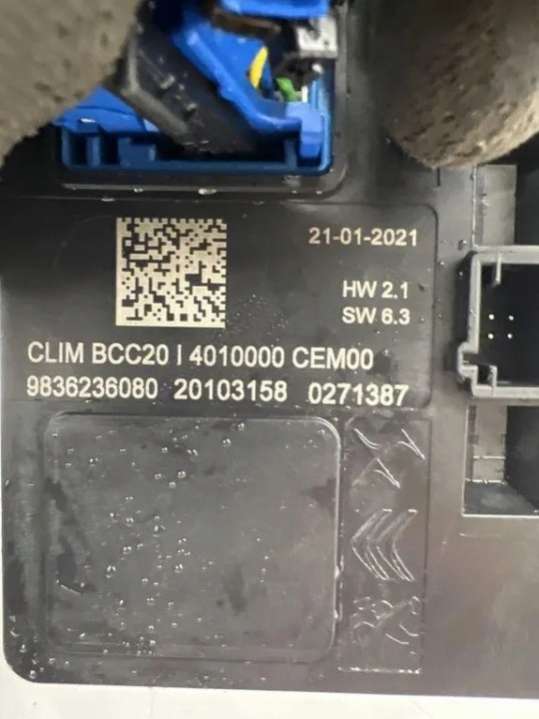 21-01-2021
HW 2.1
SW 6.3
CLIM BCC20 I 4010000 CEM00
9836236080 20103158 0271387